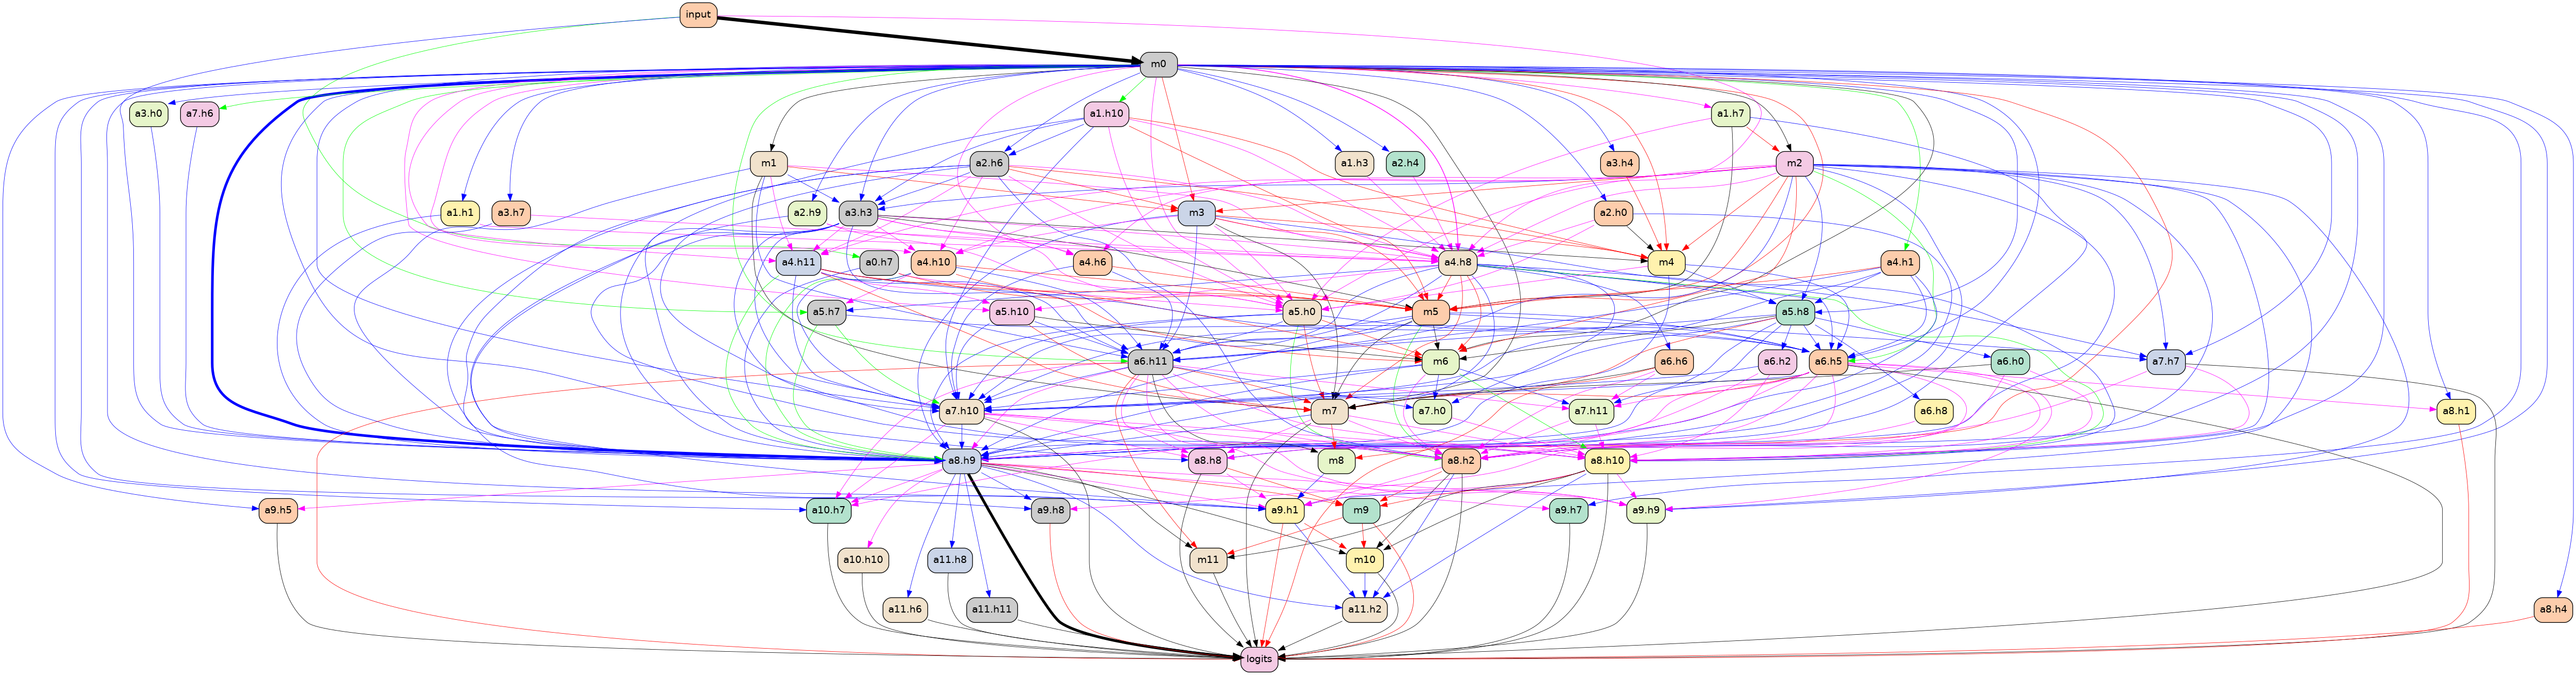 input
m0
a3.h0 a7.h6 a1.h10 a1.h7
m1 a2.h6 a1.h3 a2.h4 a3.h4 m2
a1.h1 a3.h7 a2.h9 a3.h3 m3 a2.h0
a4.h11 a0.h7 a4.h10 a4.h6 a4.h8 m4 a4.h1
a5.h7 a5.h10 a5.h0 m5 a5.h8
a6.h11 m6 a6.h6 a6.h2 a6.h5 a6.h0 a7.h7
a7.h10 m7 a7.h0 a7.h11 a6.h8 a8.h1
a8.h9 a8.h8 m8 a8.h2 a8.h10
a9.h5 a10.h7 a9.h8 a9.h1 m9 a9.h7 a9.h9
a10.h10 a11.h8 m11 m10
a11.h6 a11.h11 a11.h2 a8.h4
logits